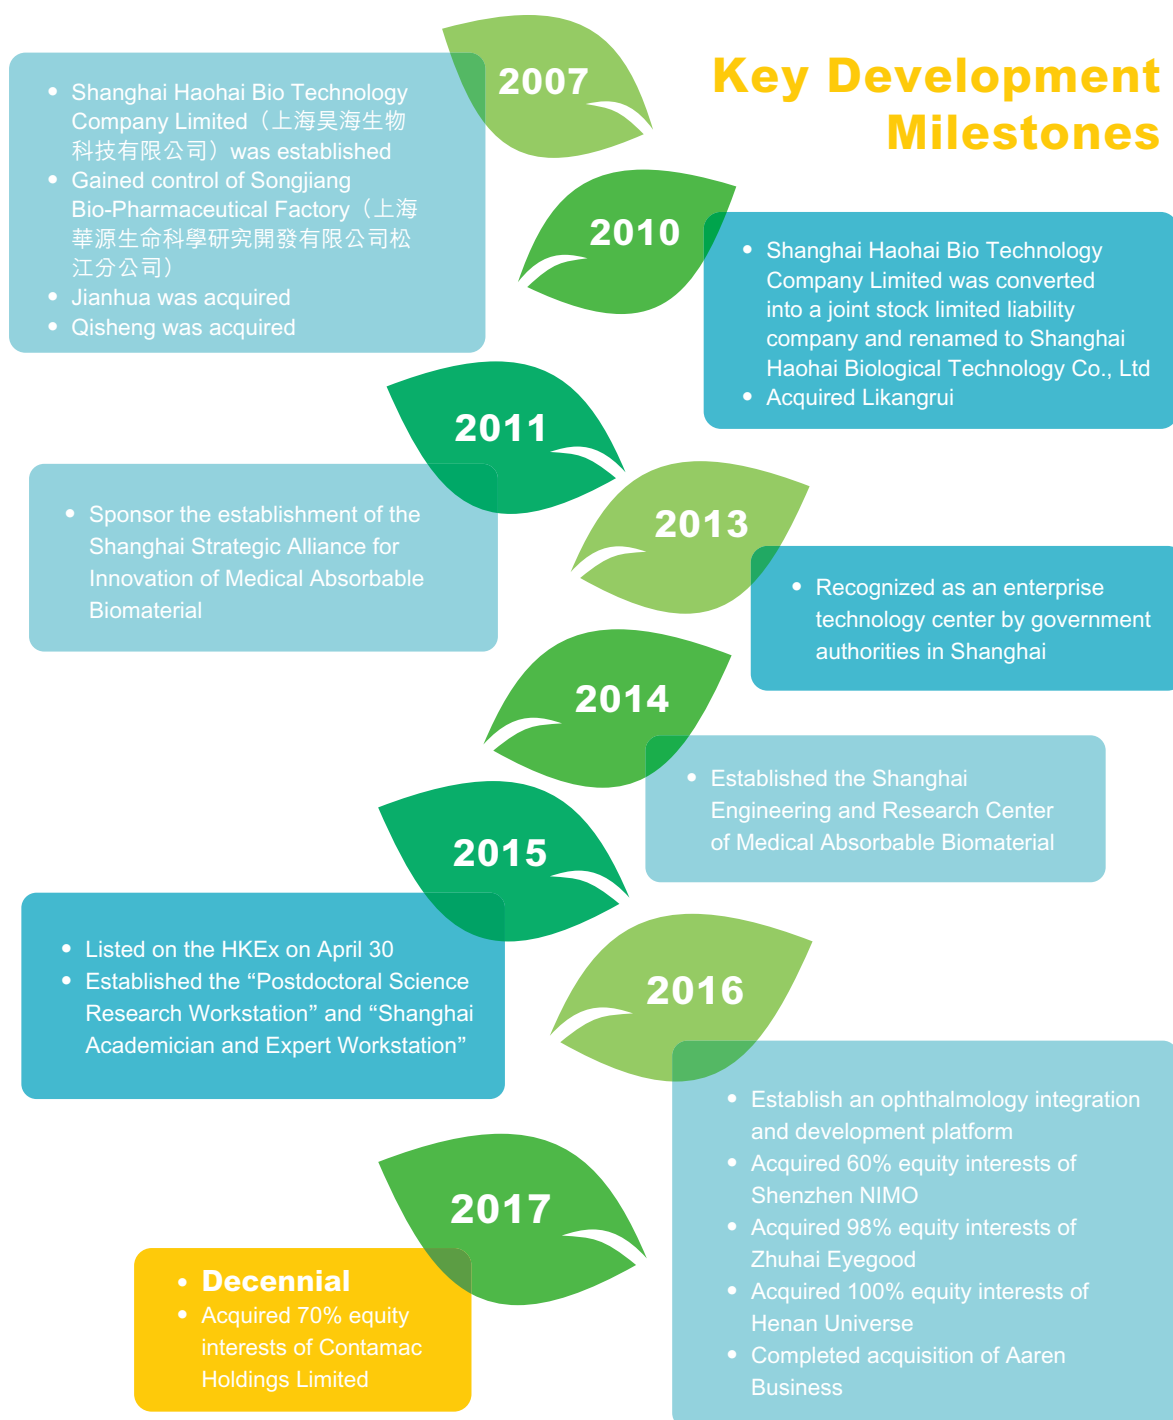 Key Development
Milestones
2007
• Shanghai Haohai Bio Technology
Company Limited（上海昊海生物
科技有限公司）was established
• Gained control of Songjiang
Bio-Pharmaceutical Factory（上海
華源生命科學研究開發有限公司松
江分公司）
• Jianhua was acquired
• Qisheng was acquired
2010
• Shanghai Haohai Bio Technology
Company Limited was converted
into a joint stock limited liability
company and renamed to Shanghai
Haohai Biological Technology Co., Ltd
• Acquired Likangrui
2011
• Sponsor the establishment of the
Shanghai Strategic Alliance for
Innovation of Medical Absorbable
Biomaterial
2013
• Recognized as an enterprise
technology center by government
authorities in Shanghai
2014
• Established the Shanghai
Engineering and Research Center
of Medical Absorbable Biomaterial
2015
• Listed on the HKEx on April 30
• Established the “Postdoctoral Science
Research Workstation” and “Shanghai
Academician and Expert Workstation”
2016
• Establish an ophthalmology integration
and development platform
• Acquired 60% equity interests of
Shenzhen NIMO
• Acquired 98% equity interests of
Zhuhai Eyegood
• Acquired 100% equity interests of
Henan Universe
• Completed acquisition of Aaren
Business
2017
• Decennial
• Acquired 70% equity
interests of Contamac
Holdings Limited